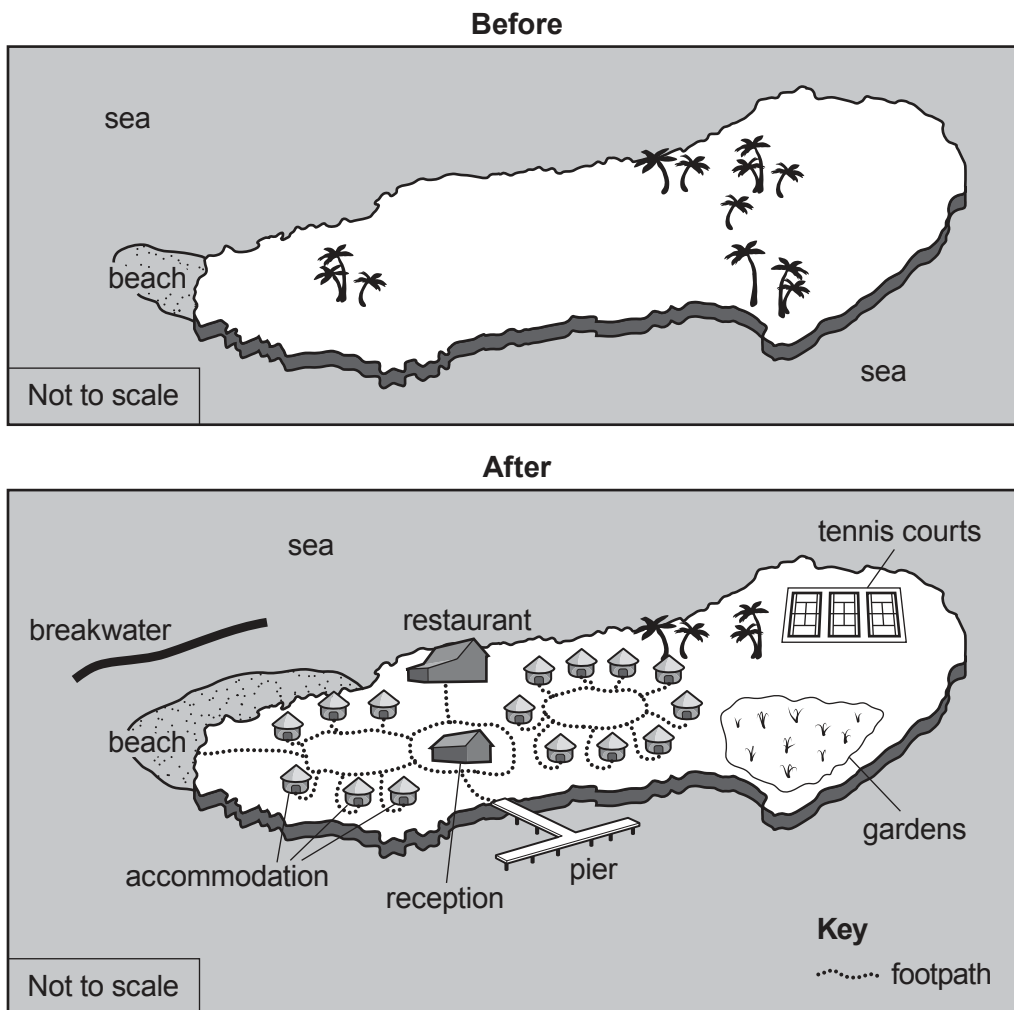 Before
sea
beach
sea
Not to scale
After
tennis courts
sea
restaurant
breakwater
beach
gardens
accommodation
pier
reception
Key
footpath
Not to scale